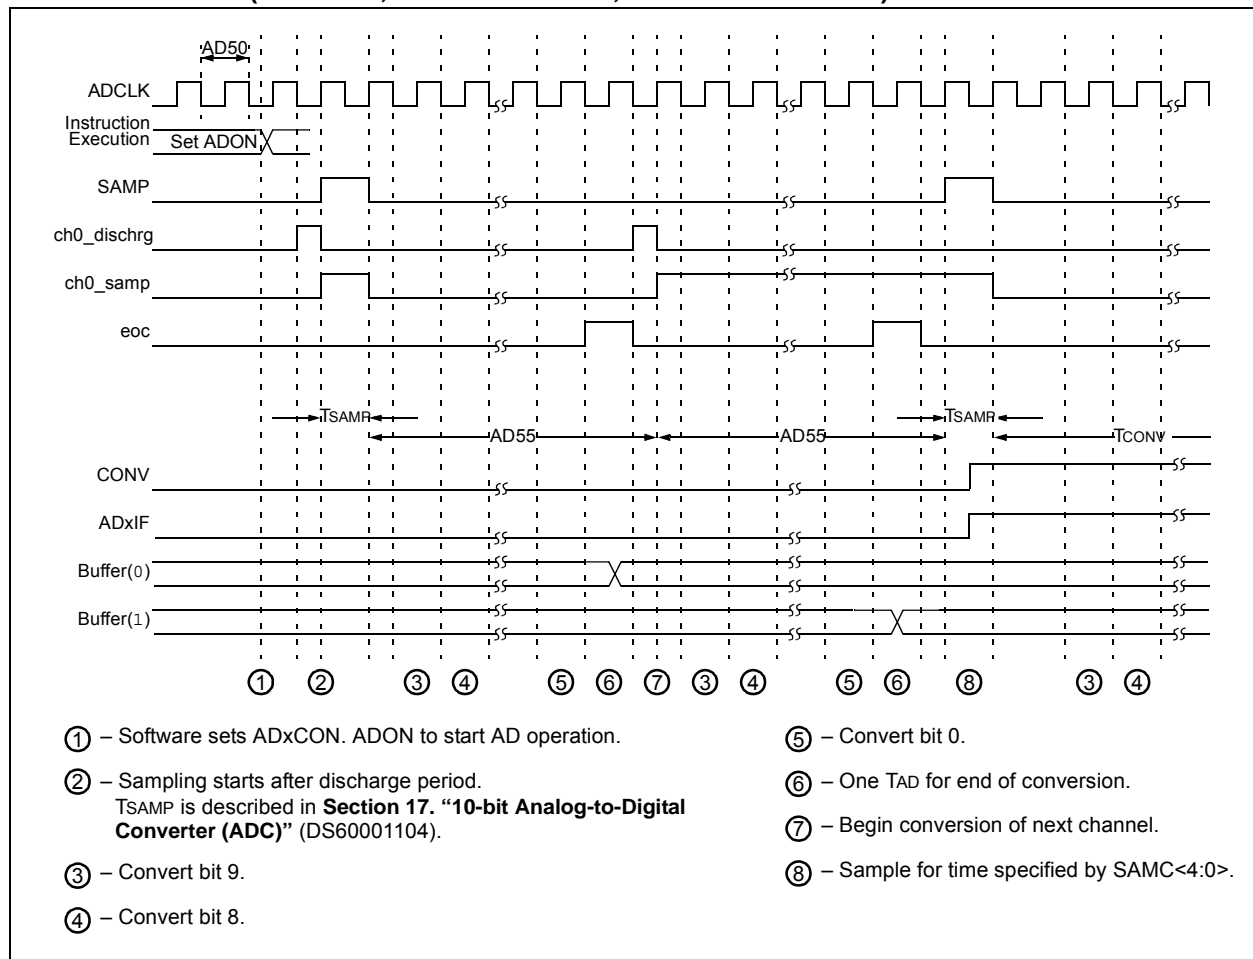 AD50
ADCLK
Instruction
Execution
Set ADON
SAMP
ch0_dischrg
ch0_samp
eoc
TSAMP
TSAMP
AD55
AD55
TCONV
CONV
ADxIF
Buffer(0)
Buffer(1)
1 2 3 4 5 6 7 3 4 5 6 8 3 4
1 – Software sets ADxCON. ADON to start AD operation.
2 – Sampling starts after discharge period.
TSAMP is described in Section 17. “10-bit Analog-to-Digital
Converter (ADC)” (DS60001104).
3 – Convert bit 9.
4 – Convert bit 8.
5 – Convert bit 0.
6 – One TAD for end of conversion.
7 – Begin conversion of next channel.
8 – Sample for time specified by SAMC<4:0>.